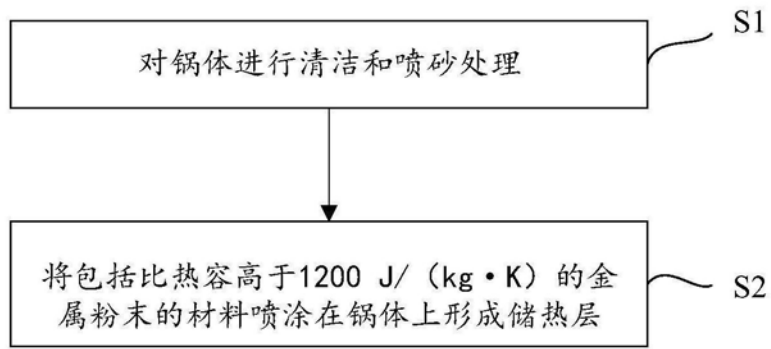 S1
对锅体进行清洁和喷砂处理
将包括比热容高于1200 J/（kg•K）的金
属粉末的材料喷涂在锅体上形成储热层
S2